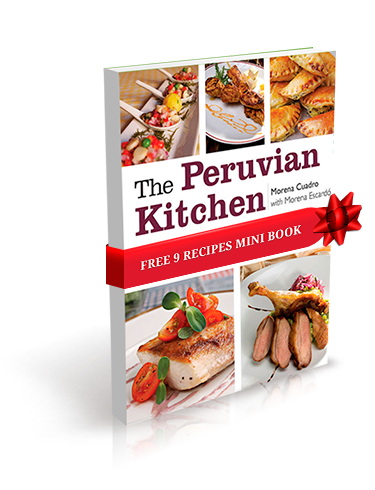 The Peruvian
Kitchen
Morena Cuadro
with Morena Escardó
FREE 9 RECIPES MINI BOOK